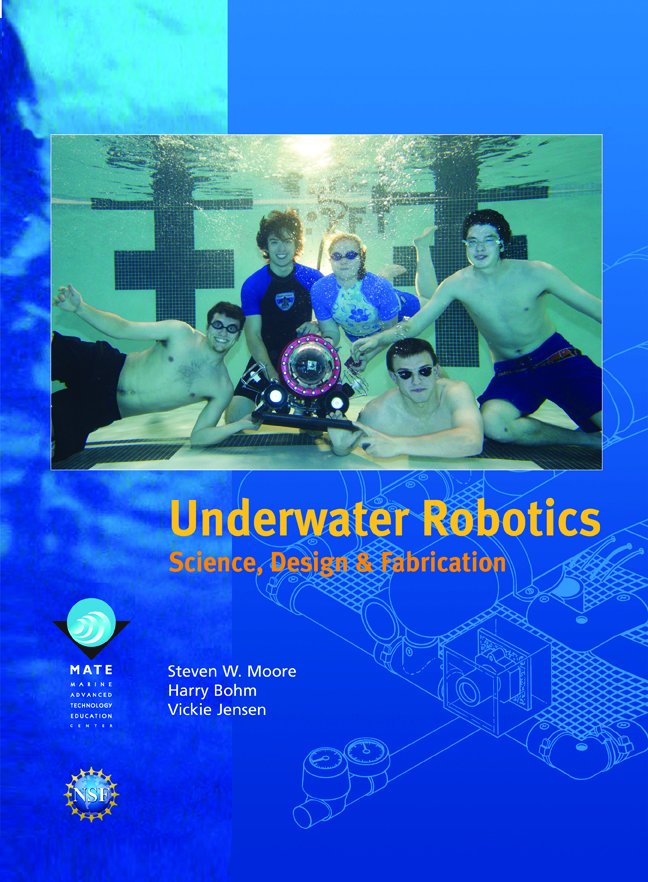 Underwater Robotics
Science, Design & Fabrication
MATE
MARINE
ADVANCED
TECHNOLOGY
EDUCATION
CENTER
Steven W. Moore
Harry Bohm
Vickie Jensen
NSF